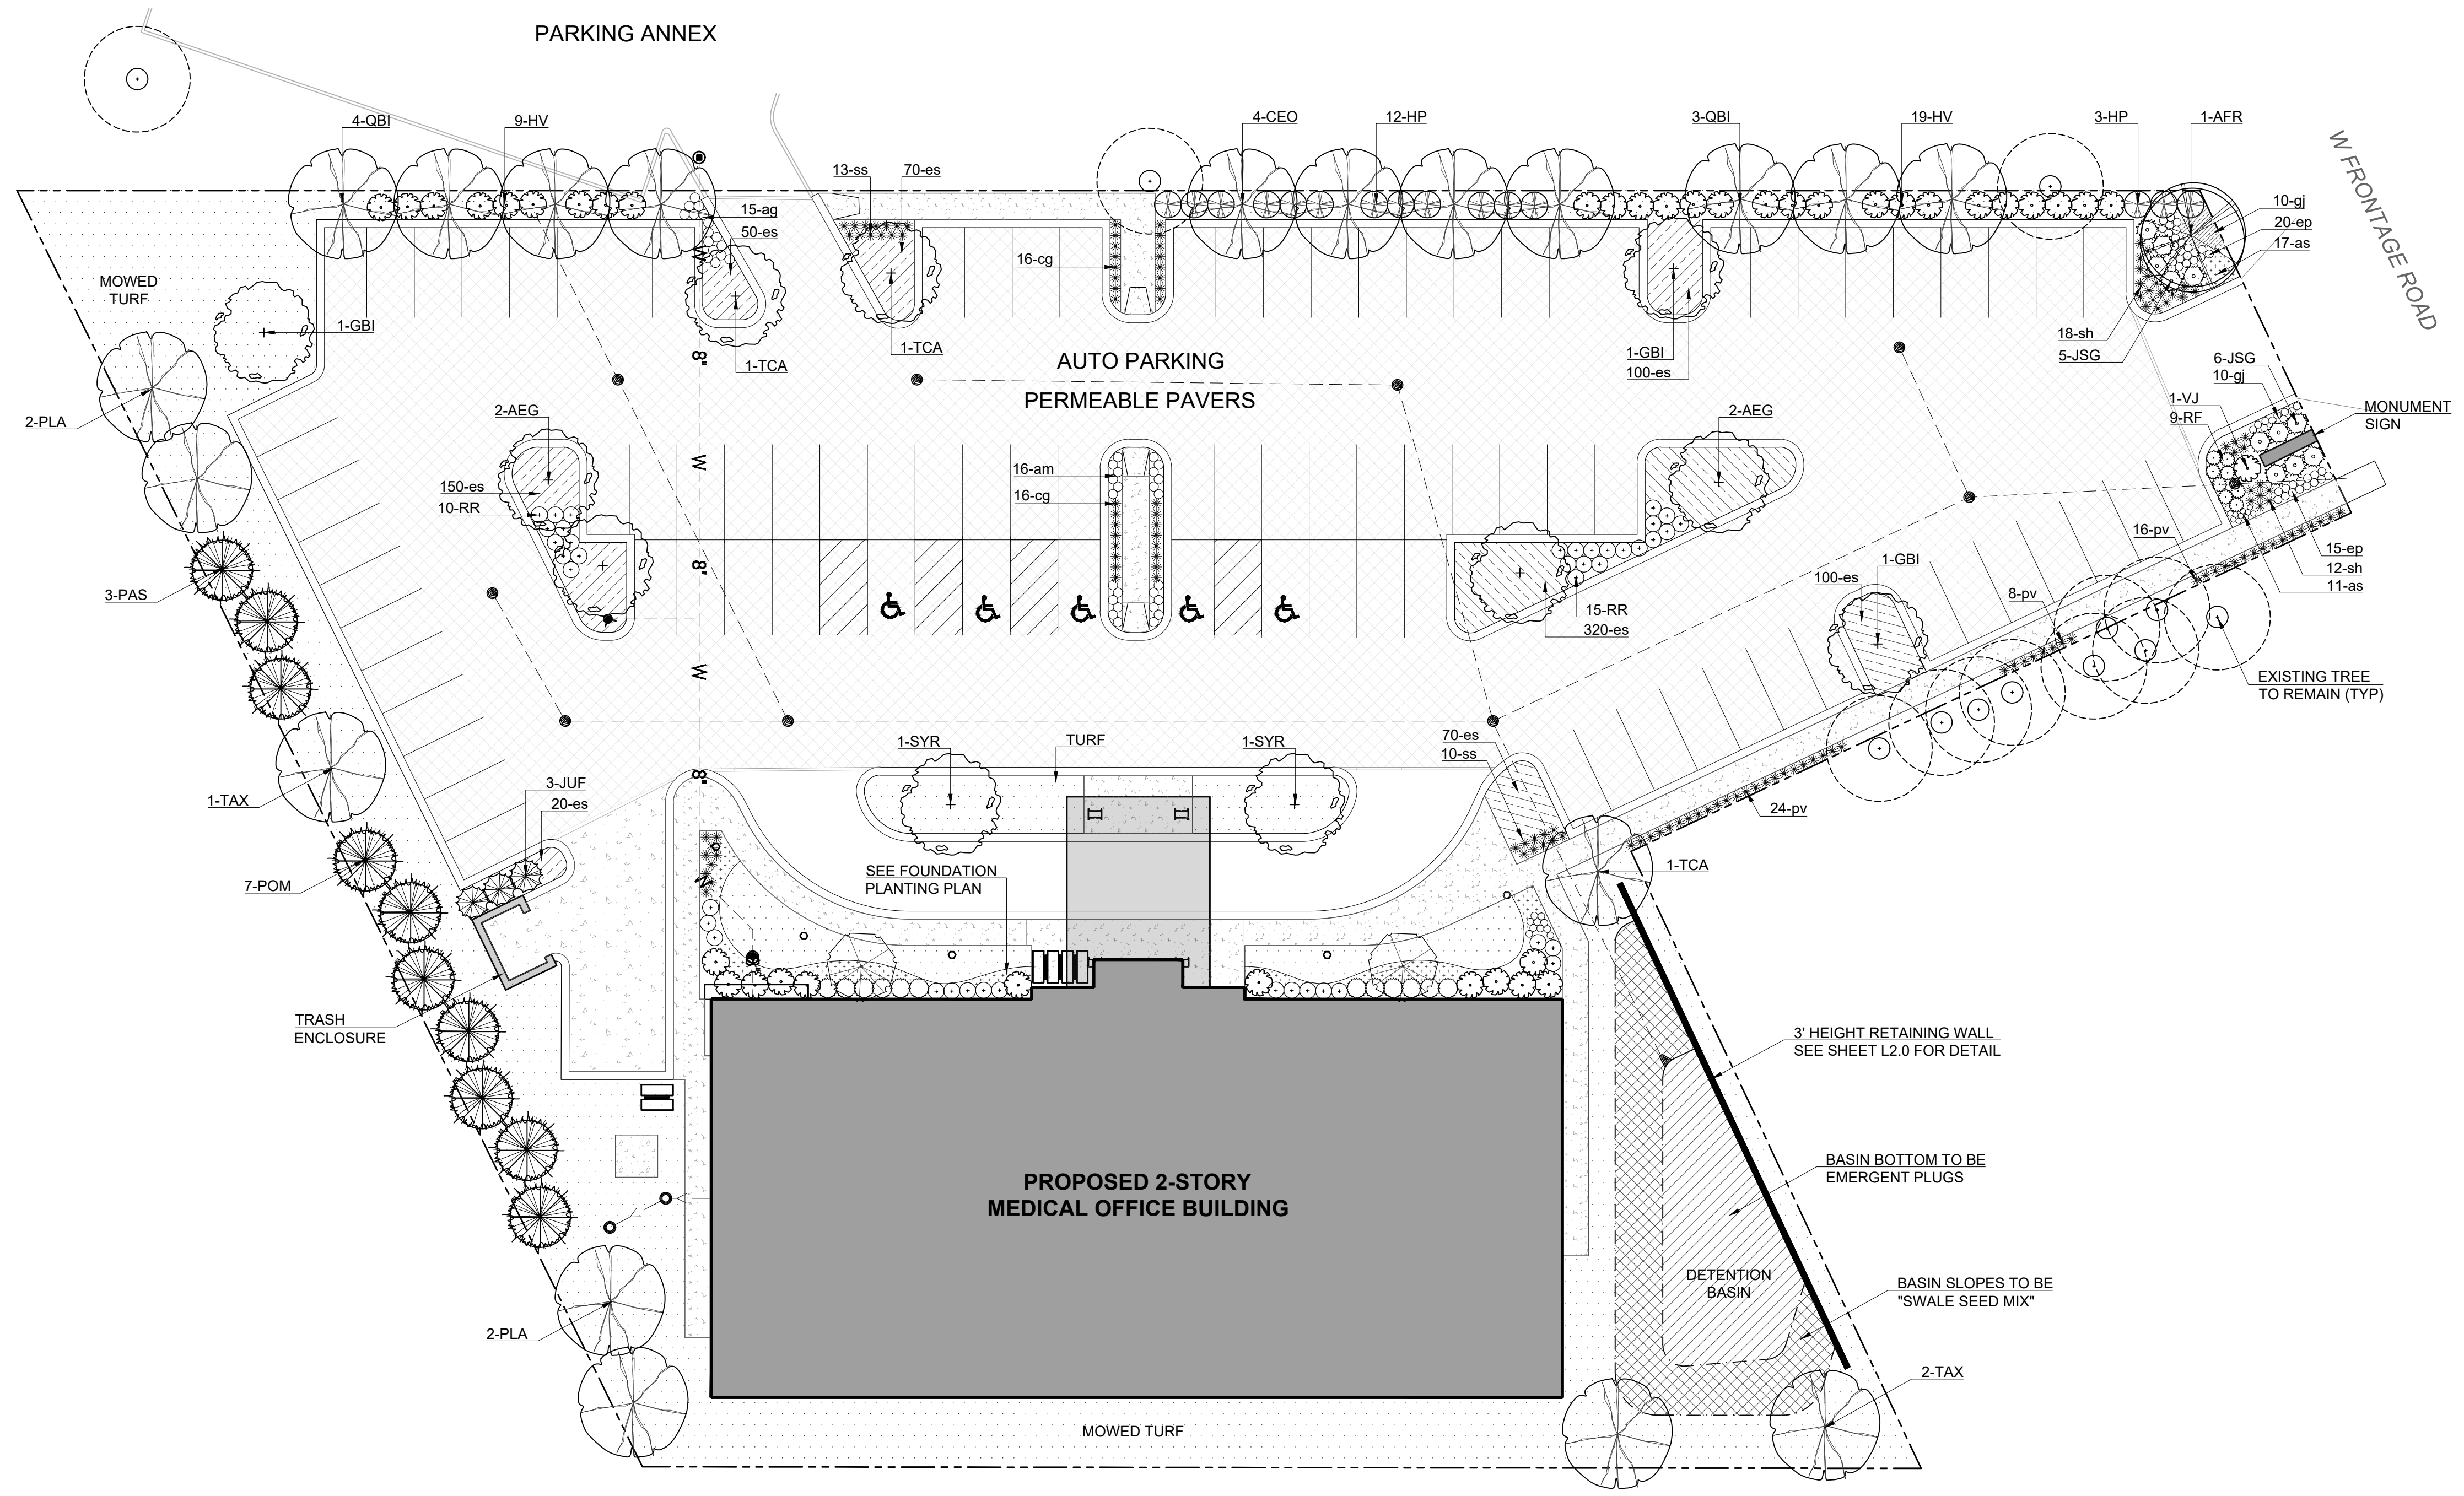 PARKING ANNEX
4-QBI
9-HV
4-CEO
12-HP
3-QBI
19-HV
3-HP
1-AFR
W FRONTAGE ROAD
13-ss
70-es
15-ag
50-es
10-gj
20-ep
17-as
W
16-cg
MOWED
TURF
1-GBI
1-TCA
1-TCA
8"
AUTO PARKING
PERMEABLE PAVERS
1-GBI
100-es
18-sh
5-JSG
6-JSG
10-gj
1-VJ
9-RF
MONUMENT
SIGN
2-PLA
2-AEG
2-AEG
W
150-es
10-RR
16-am
16-cg
16-pv
15-ep
12-sh
11-as
8"
3-PAS
1-GBI
100-es
8-pv
15-RR
320-es
W
EXISTING TREE
TO REMAIN (TYP)
1-SYR
TURF
1-SYR
70-es
10-ss
8"
3-JUF
20-es
1-TAX
24-pv
SEE FOUNDATION
PLANTING PLAN
1-TCA
W
7-POM
TRASH
ENCLOSURE
3' HEIGHT RETAINING WALL
SEE SHEET L2.0 FOR DETAIL
PROPOSED 2-STORY
MEDICAL OFFICE BUILDING
BASIN BOTTOM TO BE
EMERGENT PLUGS
DETENTION
BASIN
BASIN SLOPES TO BE
"SWALE SEED MIX"
2-PLA
2-TAX
MOWED TURF